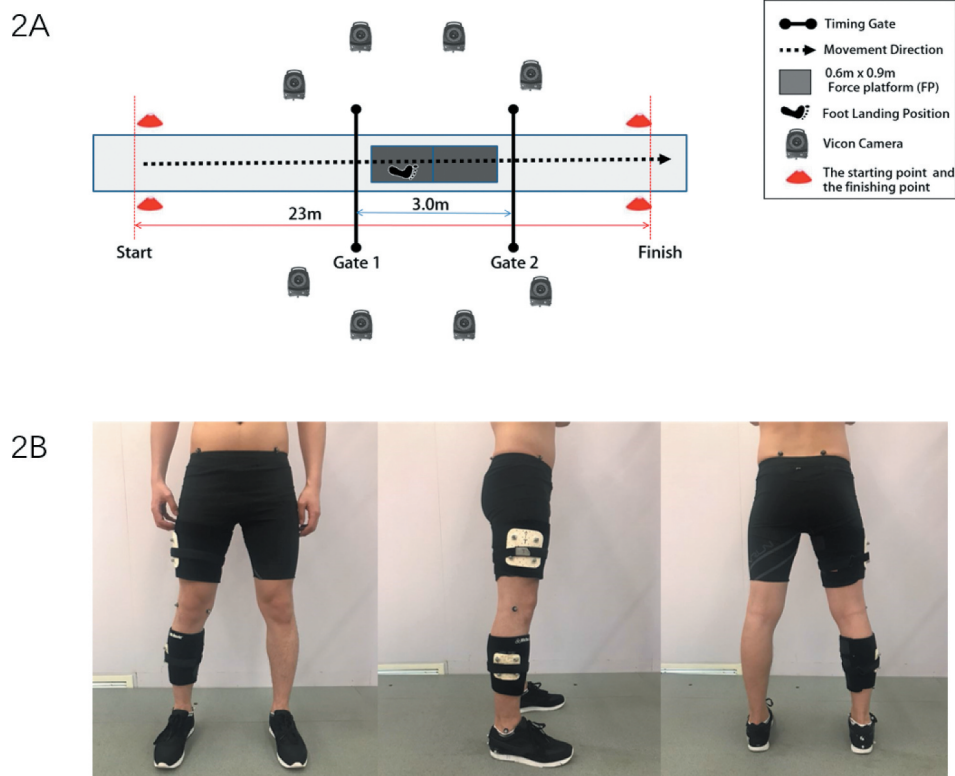 2A
Timing Gate
Movement Direction
0.6m x 0.9m
Force platform (FP)
Foot Landing Position
Vicon Camera
The starting point and
the finishing point
23m
3.0m
Start
Gate 1
Gate 2
Finish
2B